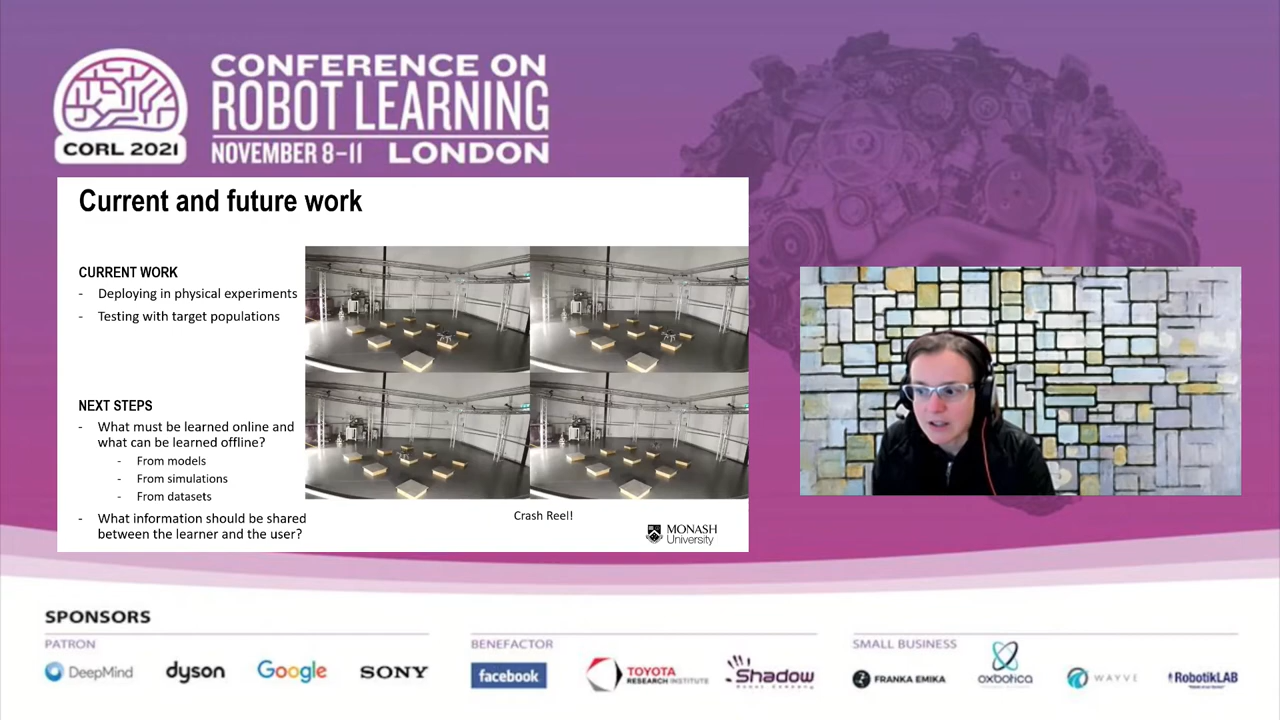 CONFERENCE ON
ROBOT LEARNING
CORL 2021
NOVEMBER 8–11 LONDON
Current and future work
CURRENT WORK
- Deploying in physical experiments
- Testing with target populations
NEXT STEPS
- What must be learned online and
what can be learned offline?
- From models
- From simulations
- From datasets
- What information should be shared
between the learner and the user?
Crash Reel!
MONASH
University
SPONSORS
PATRON
BENEFACTOR
SMALL BUSINESS
DeepMind
dyson
Google
SONY
facebook
TOYOTA
RESEARCH INSTITUTE
Shadow
Robot Company
FRANKA EMIKA
oxbotica
WAYVE
RobotikLAB